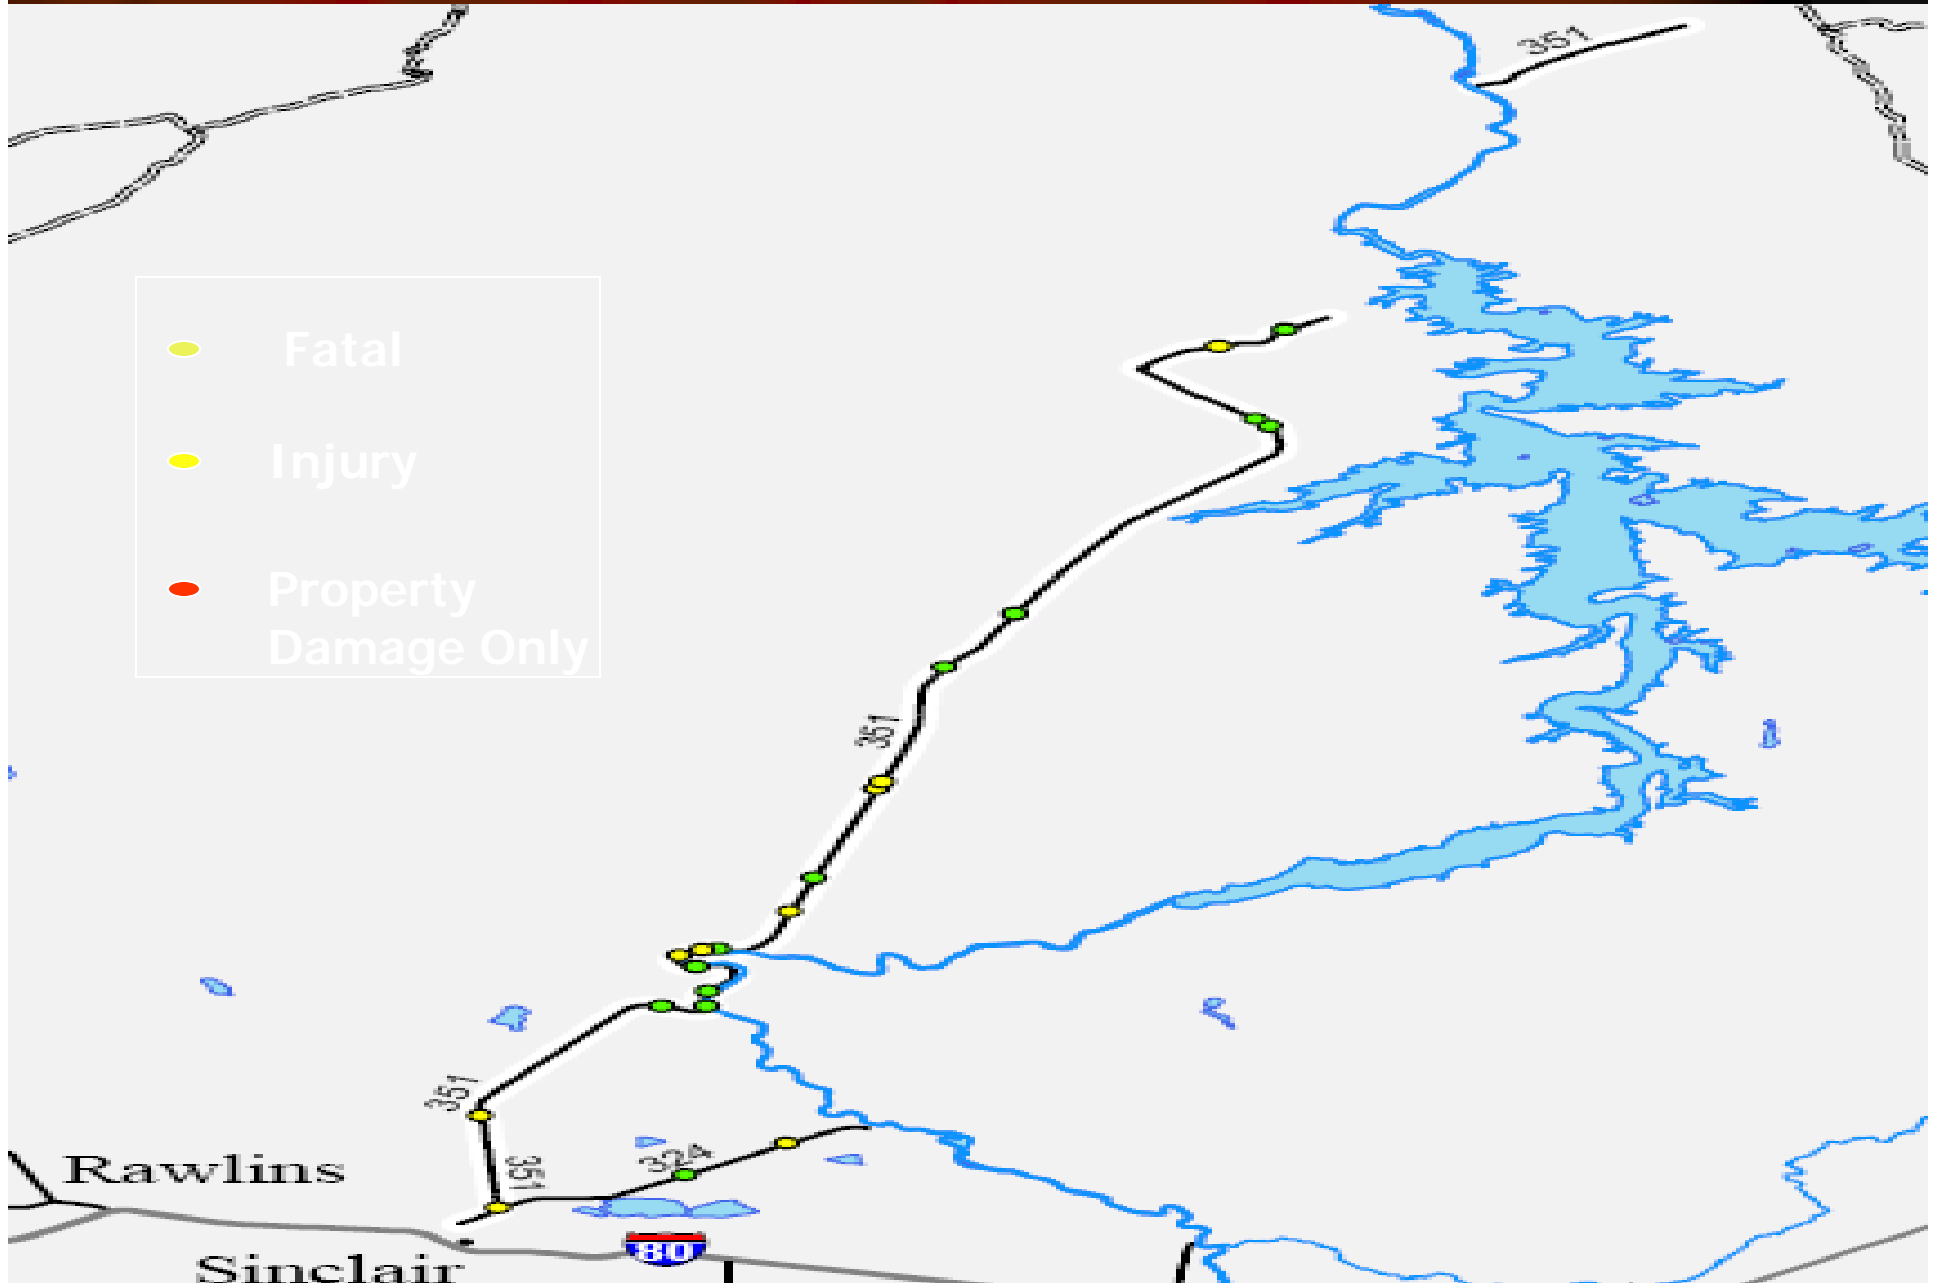 351
Fatal
Injury
Property
Damage Only
351
351
351
324
Rawlins
80
Sinclair